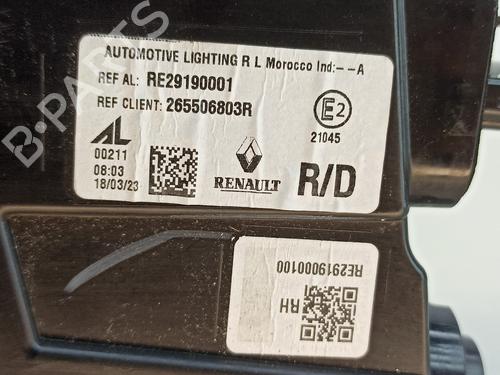 AUTOMOTIVE LIGHTING R L Morocco Ind:--A
REF AL: RE29190001
REF CLIENT: 265506803R
E2
21045
AL
00211
08:03
18/03/23
RENAULT
R/D
RE2919000100
RH
B-PARTS